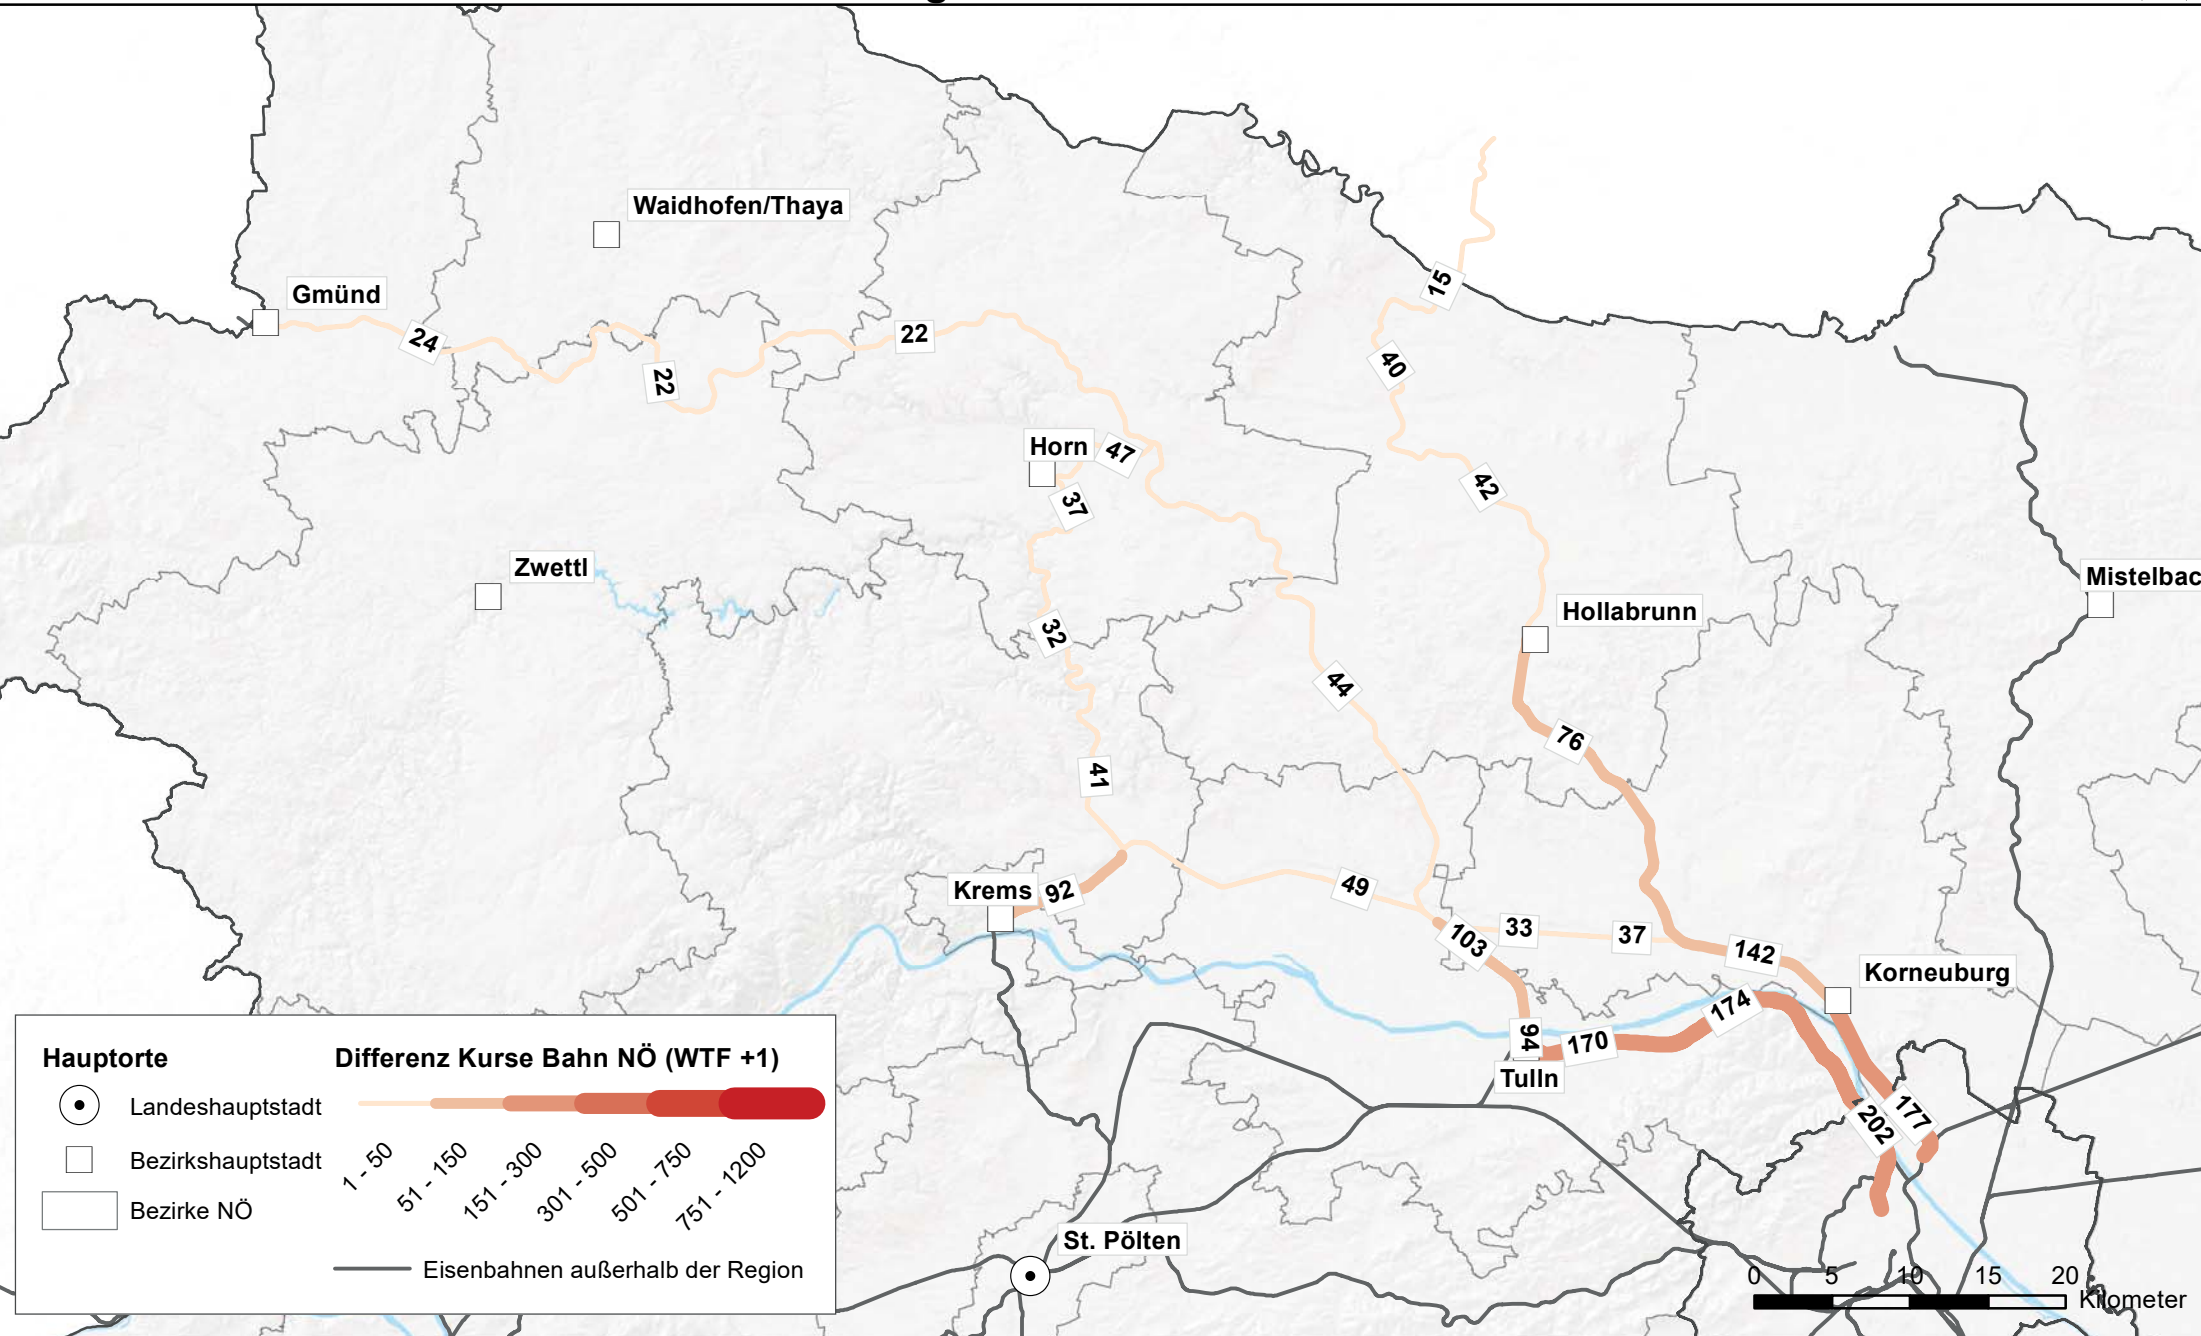 15
Waidhofen/Thaya
Gmünd
24
22
22
40
Horn
47
42
37
Zwettl
Mistelbac
Hollabrunn
32
44
76
41
Krems
92
49
103
33
37
142
Korneuburg
174
94
170
Tulln
177
202
St. Pölten
Hauptorte
Landeshauptstadt
Bezirkshauptstadt
Bezirke NÖ
Differenz Kurse Bahn NÖ (WTF +1)
1 - 50
51 - 150
151 - 300
301 - 500
501 - 750
751 - 1200
Eisenbahnen außerhalb der Region
0 5 10 15 20
Kilometer